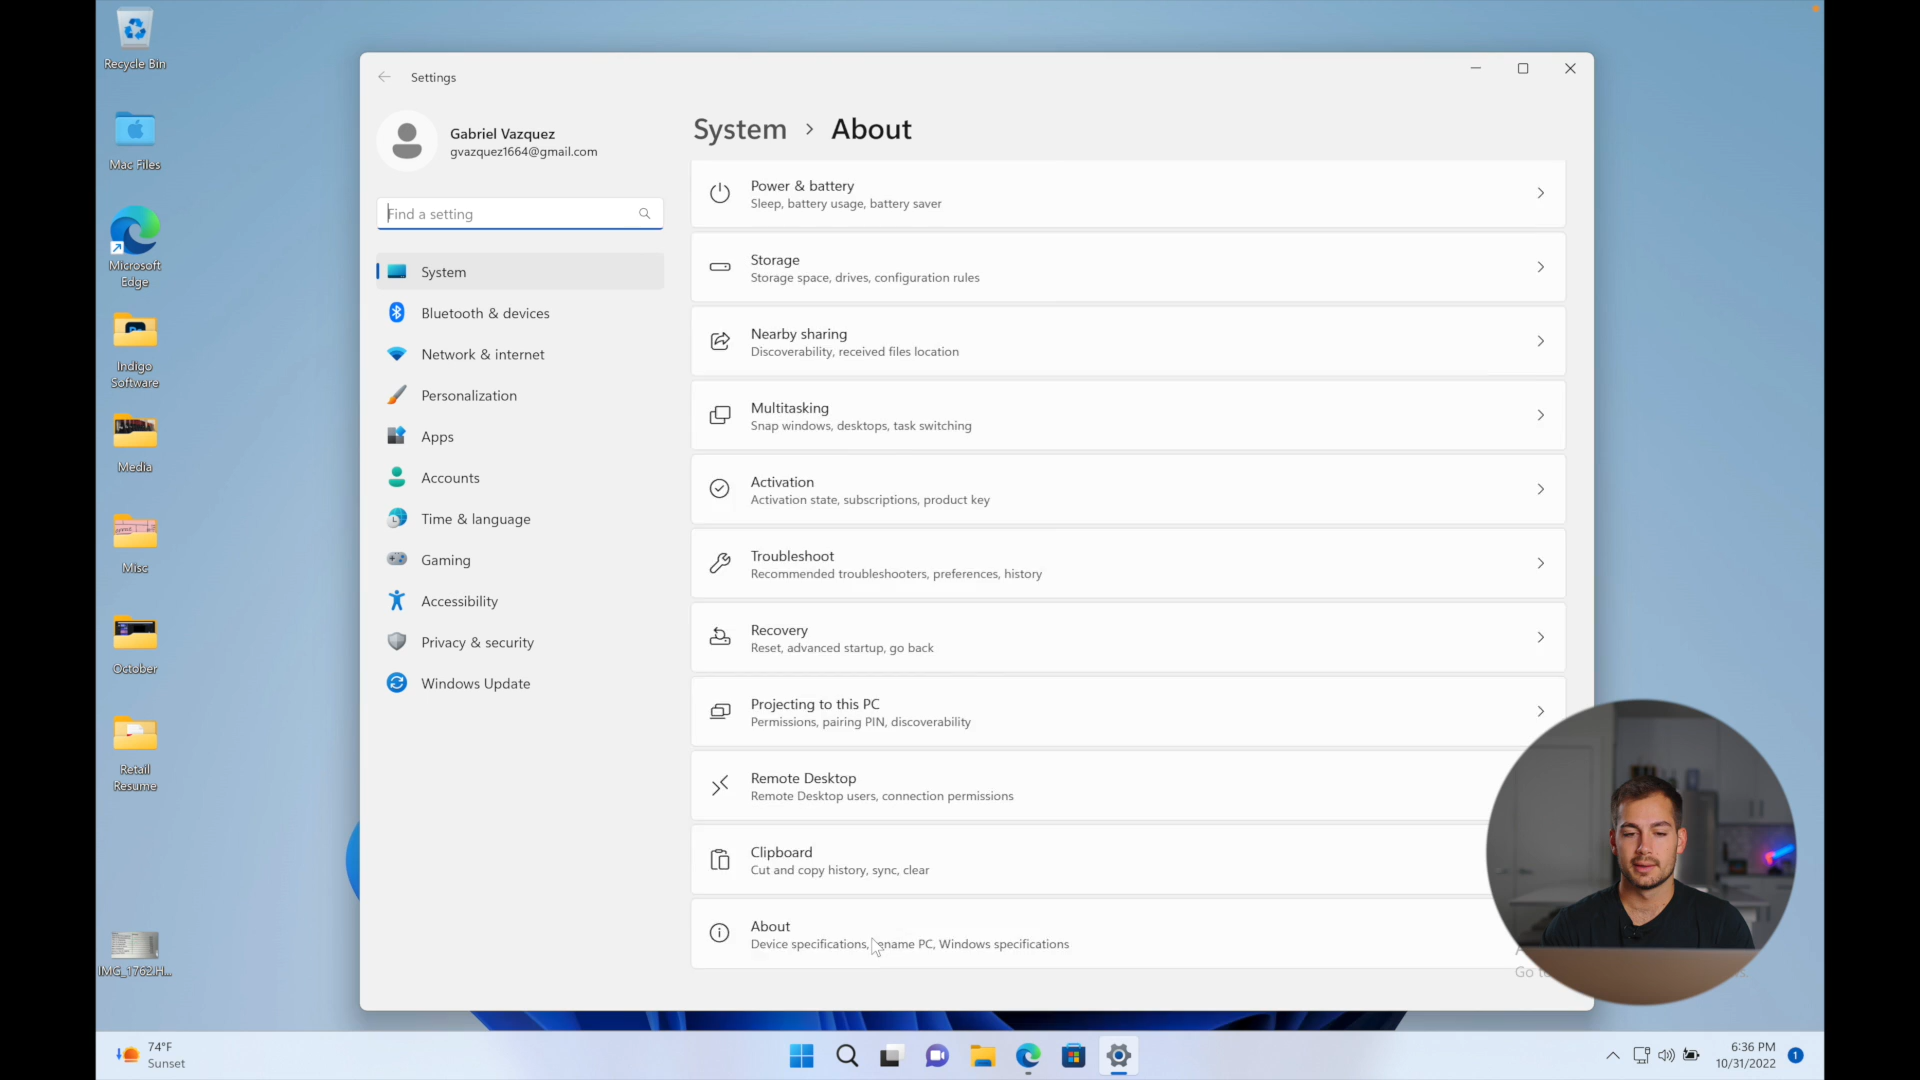 Recycle Bin
Mac Files
Microsoft
Edge
Indigo
Software
Media
Misc
October
Retail
Resume
IMG_1762.H...
Settings
Gabriel Vazquez
gvazquez1664@gmail.com
Find a setting
System
Bluetooth & devices
Network & internet
Personalization
Apps
Accounts
Time & language
Gaming
Accessibility
Privacy & security
Windows Update
System > About
Power & battery
Sleep, battery usage, battery saver
Storage
Storage space, drives, configuration rules
Nearby sharing
Discoverability, received files location
Multitasking
Snap windows, desktops, task switching
Activation
Activation state, subscriptions, product key
Troubleshoot
Recommended troubleshooters, preferences, history
Recovery
Reset, advanced startup, go back
Projecting to this PC
Permissions, pairing PIN, discoverability
Remote Desktop
Remote Desktop users, connection permissions
Clipboard
Cut and copy history, sync, clear
About
Device specifications, rename PC, Windows specifications
Go
74°F
Sunset
6:36 PM
10/31/2022
1